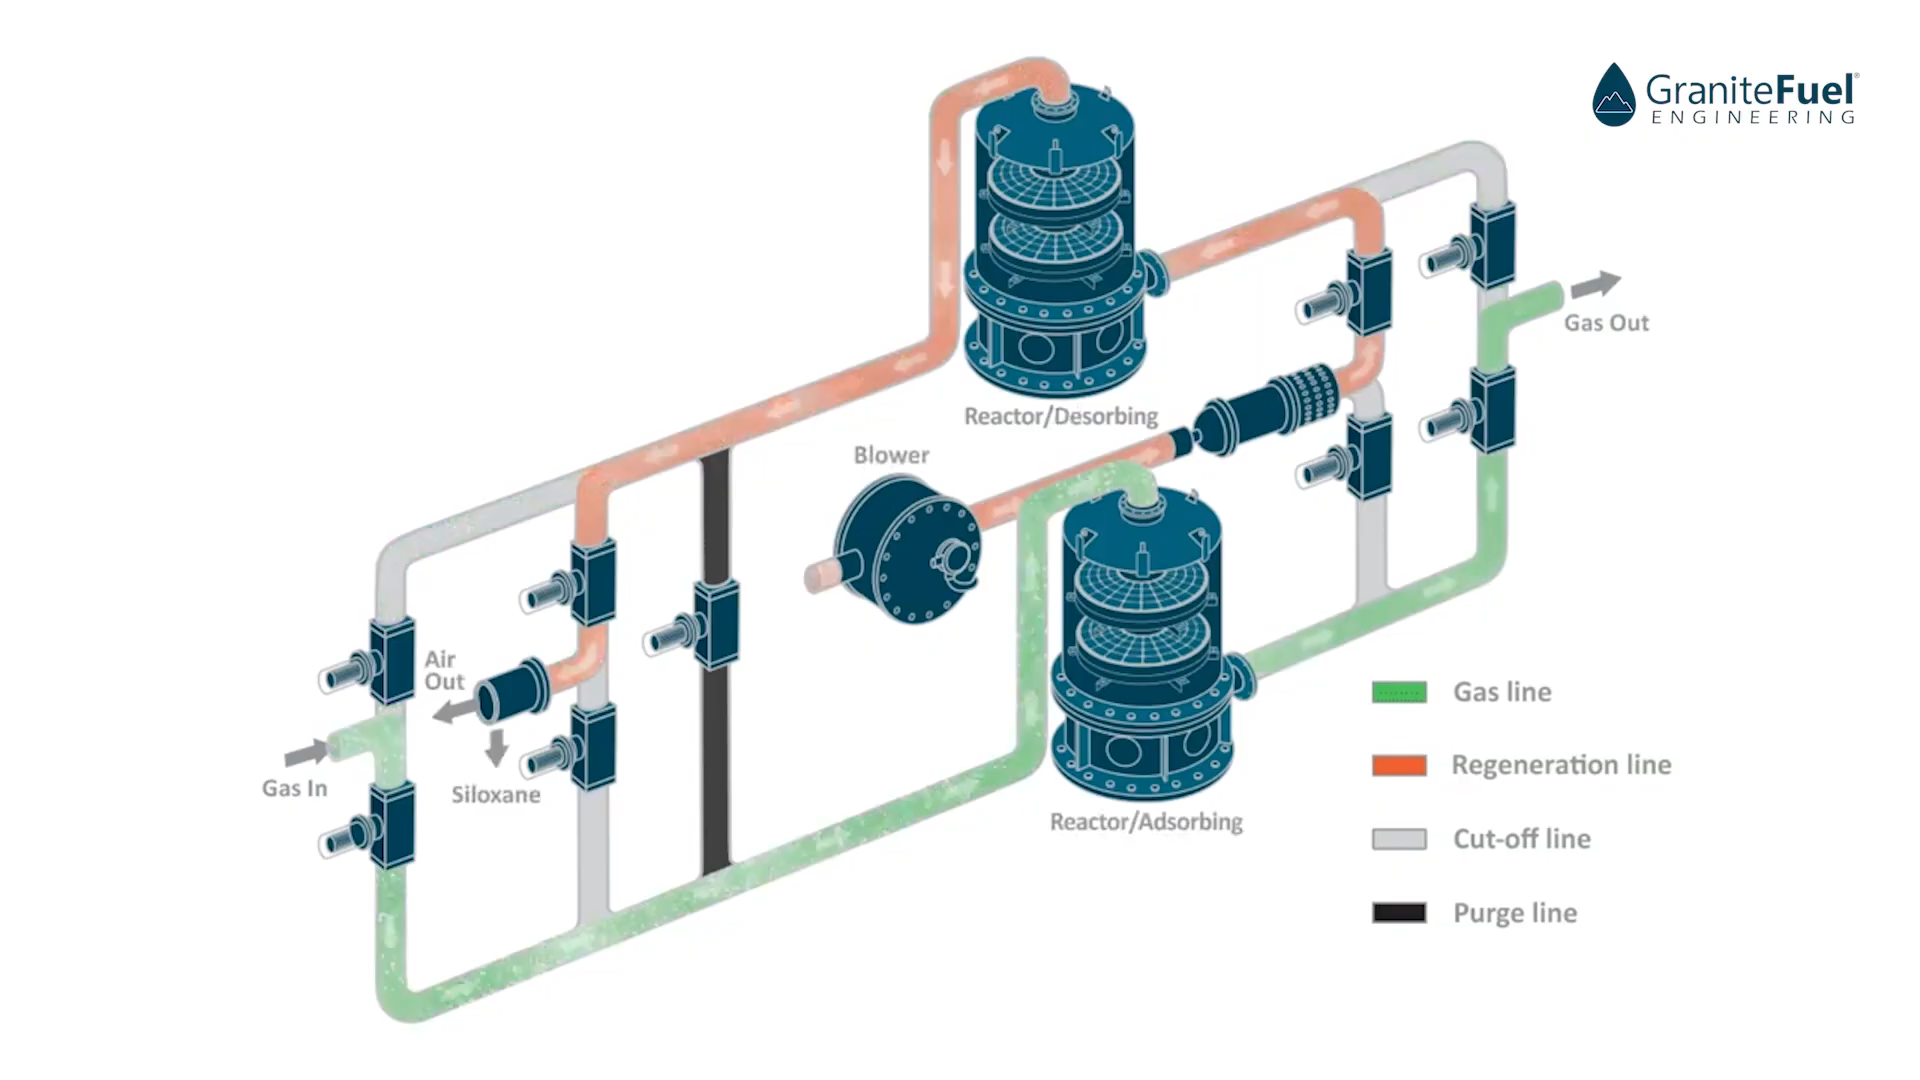 GraniteFuel®
ENGINEERING
Gas Out
Reactor/Desorbing
Blower
Air
Out
Gas In
Siloxane
Reactor/Adsorbing
Gas line
Regeneration line
Cut-off line
Purge line